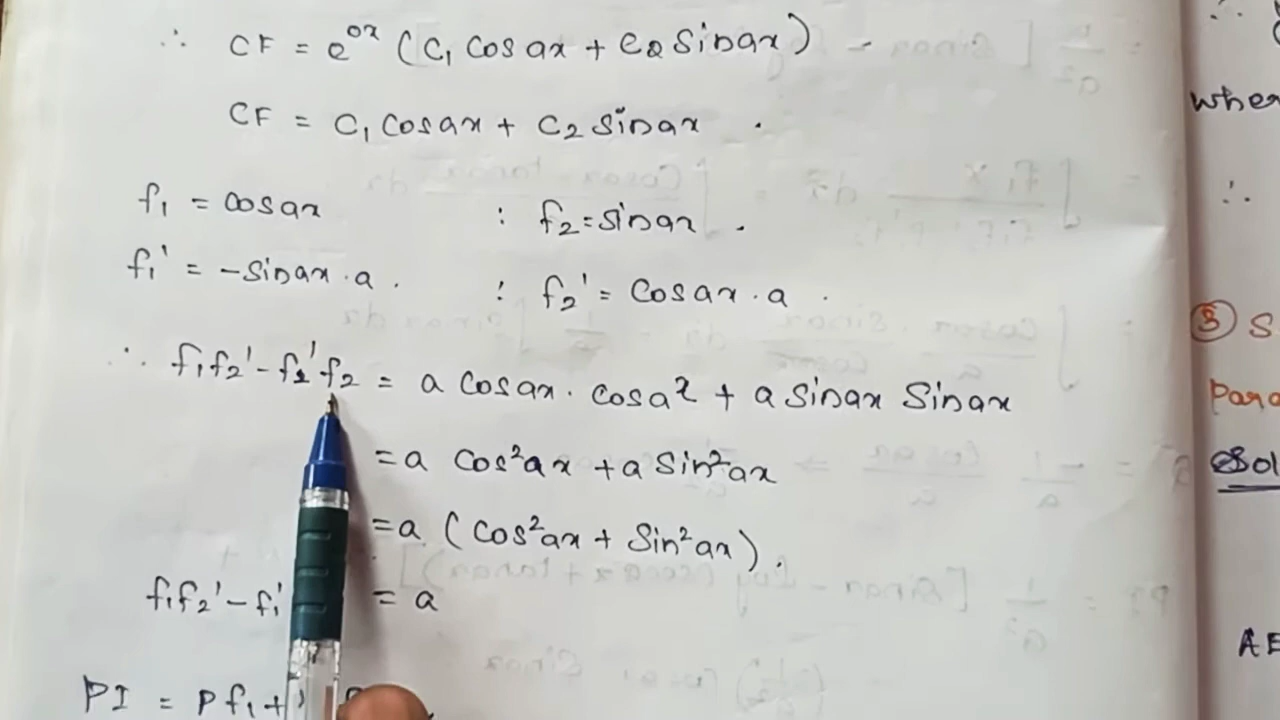 ∴ CF = e^{0x} (C₁ Cos ax + C₂ Sin ax)
CF = C₁ Cos ax + C₂ Sin ax .
f₁ = cos ax : f₂ = sin ax .
f₁' = -sin ax · a . : f₂' = Cos ax · a .
∴ f₁f₂' - f₁'f₂ = a cos ax · cos ax + a Sin ax Sin ax
= a Cos²ax + a Sin²ax
= a (Cos²ax + Sin²ax) .
f₁f₂' - f₁' = a
PI = Pf₁ +
wher
∴
③ S
Para
Sol
AE